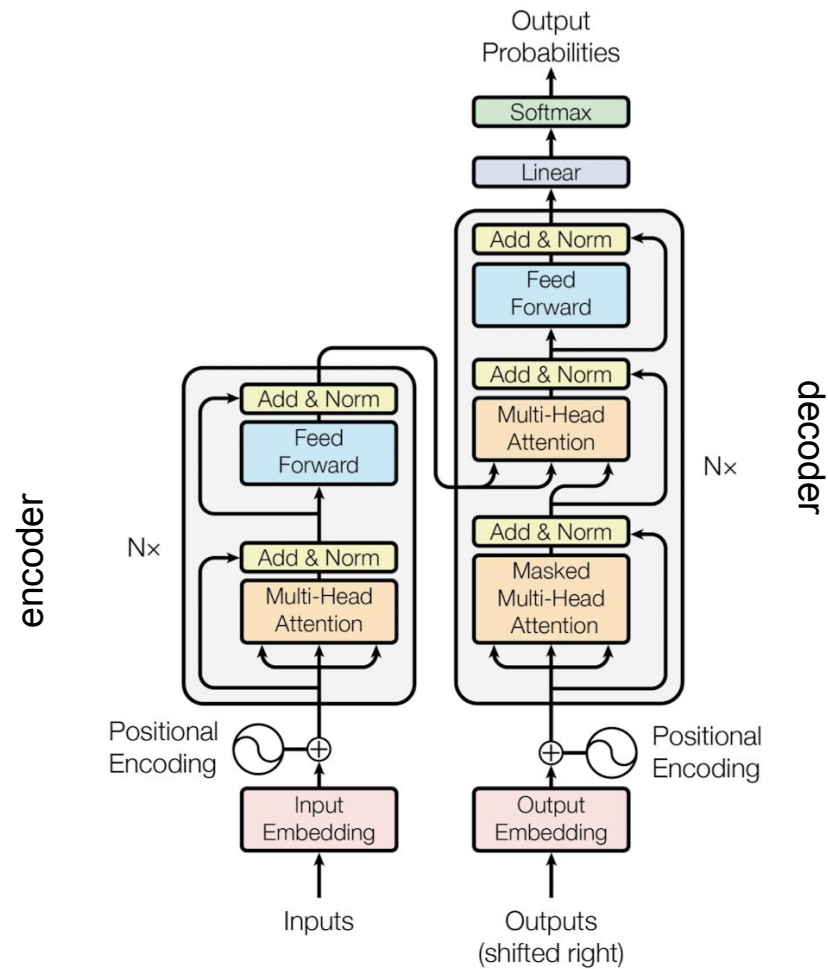 Output
Probabilities
Softmax
Linear
Add & Norm
Feed
Forward
Add & Norm
Multi-Head
Attention
Add & Norm
Masked
Multi-Head
Attention
Nx
decoder
Add & Norm
Feed
Forward
Add & Norm
Multi-Head
Attention
Nx
encoder
Positional
Encoding
Positional
Encoding
Input
Embedding
Output
Embedding
Inputs
Outputs
(shifted right)